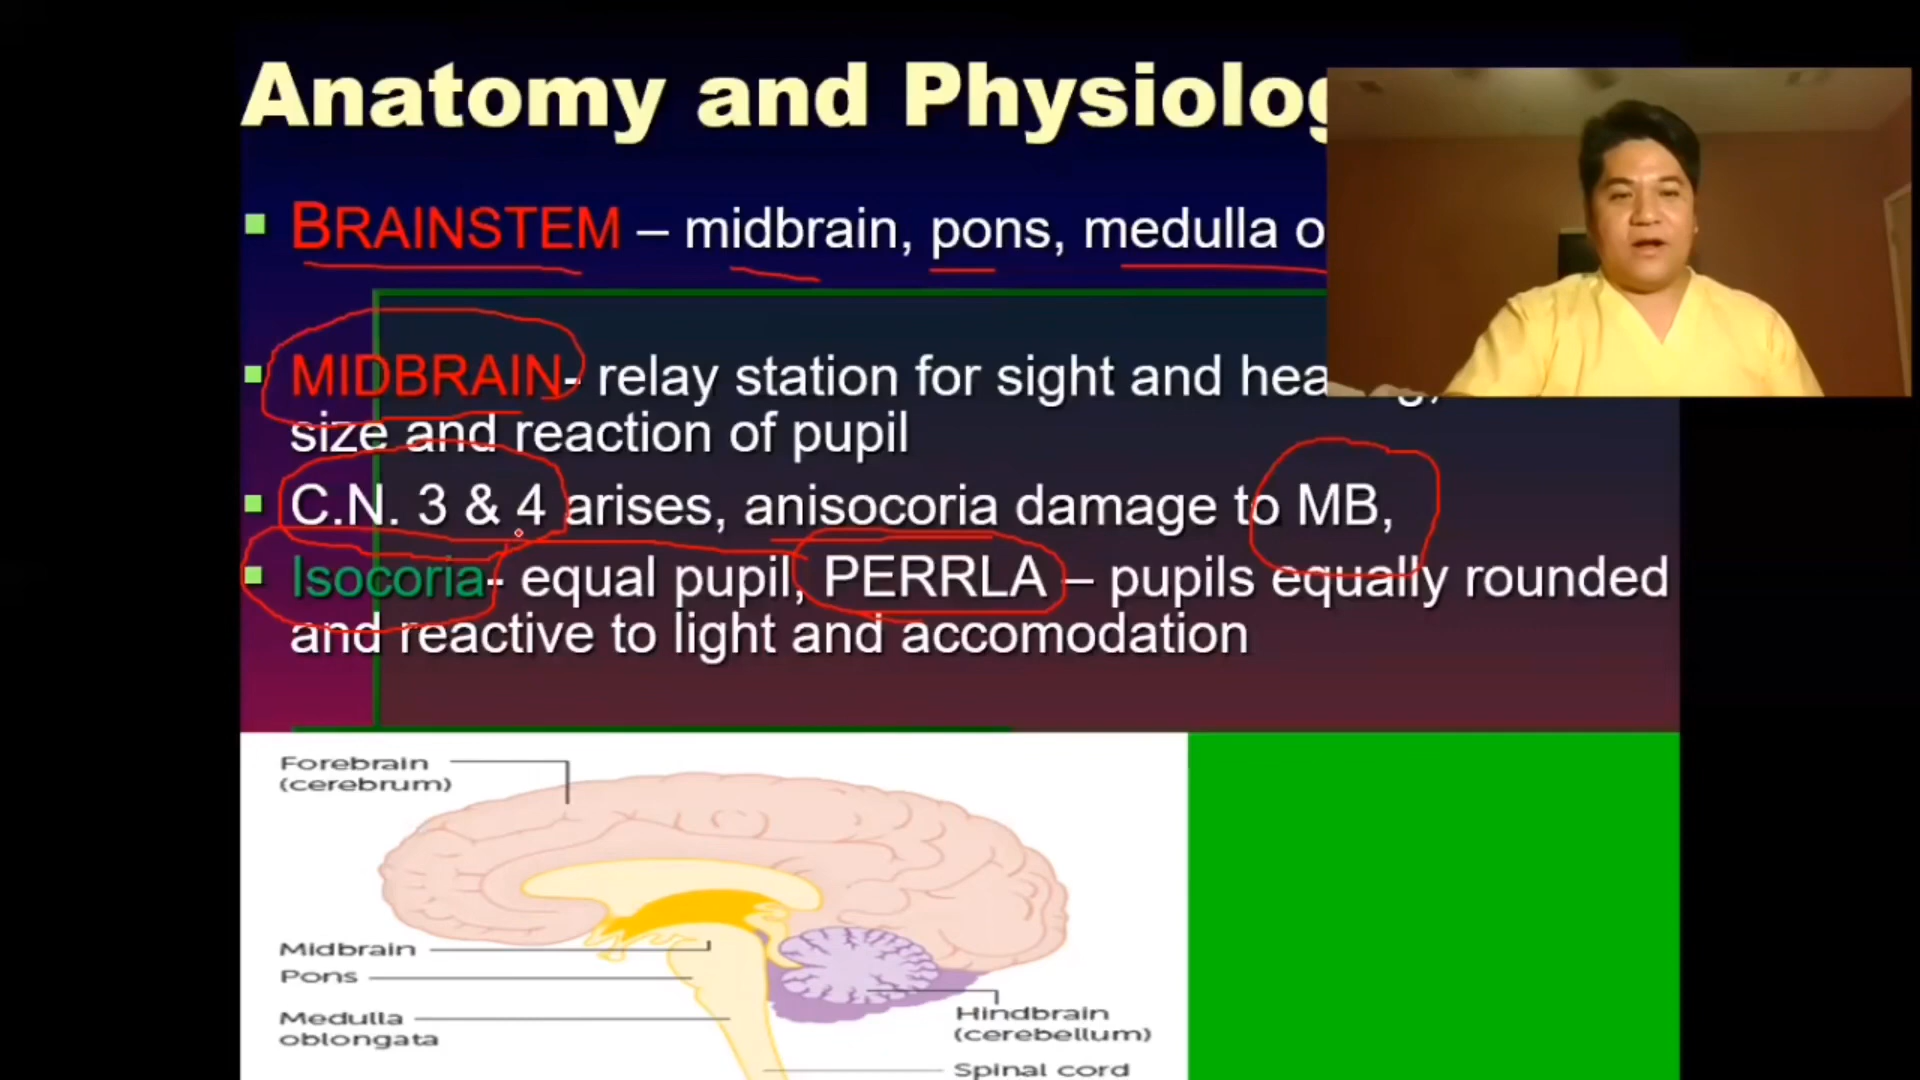 Anatomy and Physiolog
BRAINSTEM – midbrain, pons, medulla o
MIDBRAIN- relay station for sight and hea g,
size and reaction of pupil
C.N. 3 & 4 arises, anisocoria damage to MB,
Isocoria- equal pupil, PERRLA – pupils equally rounded
and reactive to light and accomodation
Forebrain
(cerebrum)
Midbrain
Pons
Medulla
oblongata
Hindbrain
(cerebellum)
Spinal cord